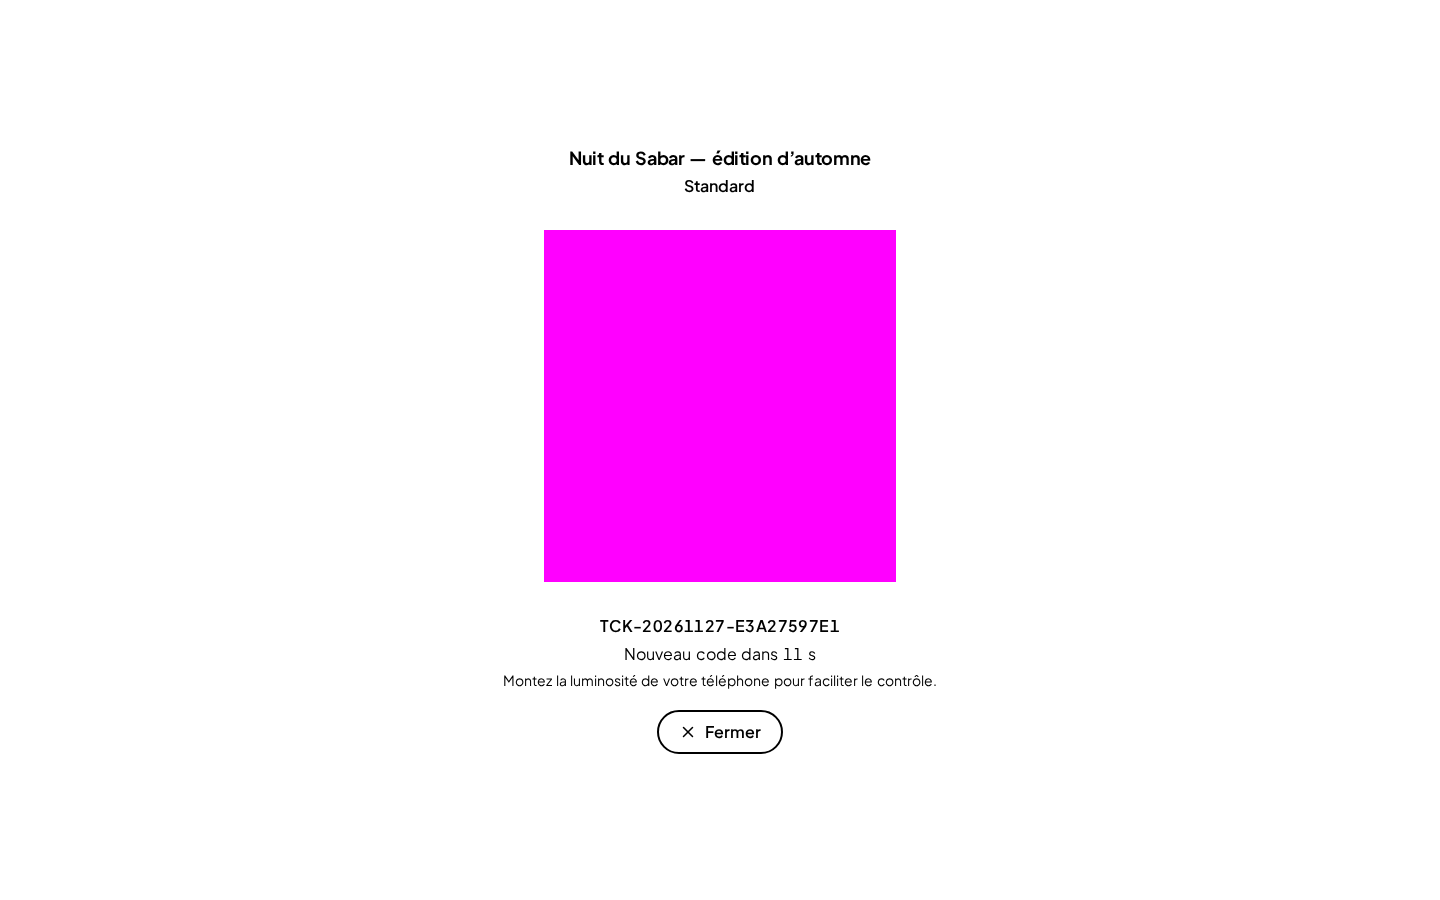 Nuit du Sabar — édition d’automne
Standard
TCK-20261127-E3A27597E1
Nouveau code dans 11 s
Montez la luminosité de votre téléphone pour faciliter le contrôle.
Fermer